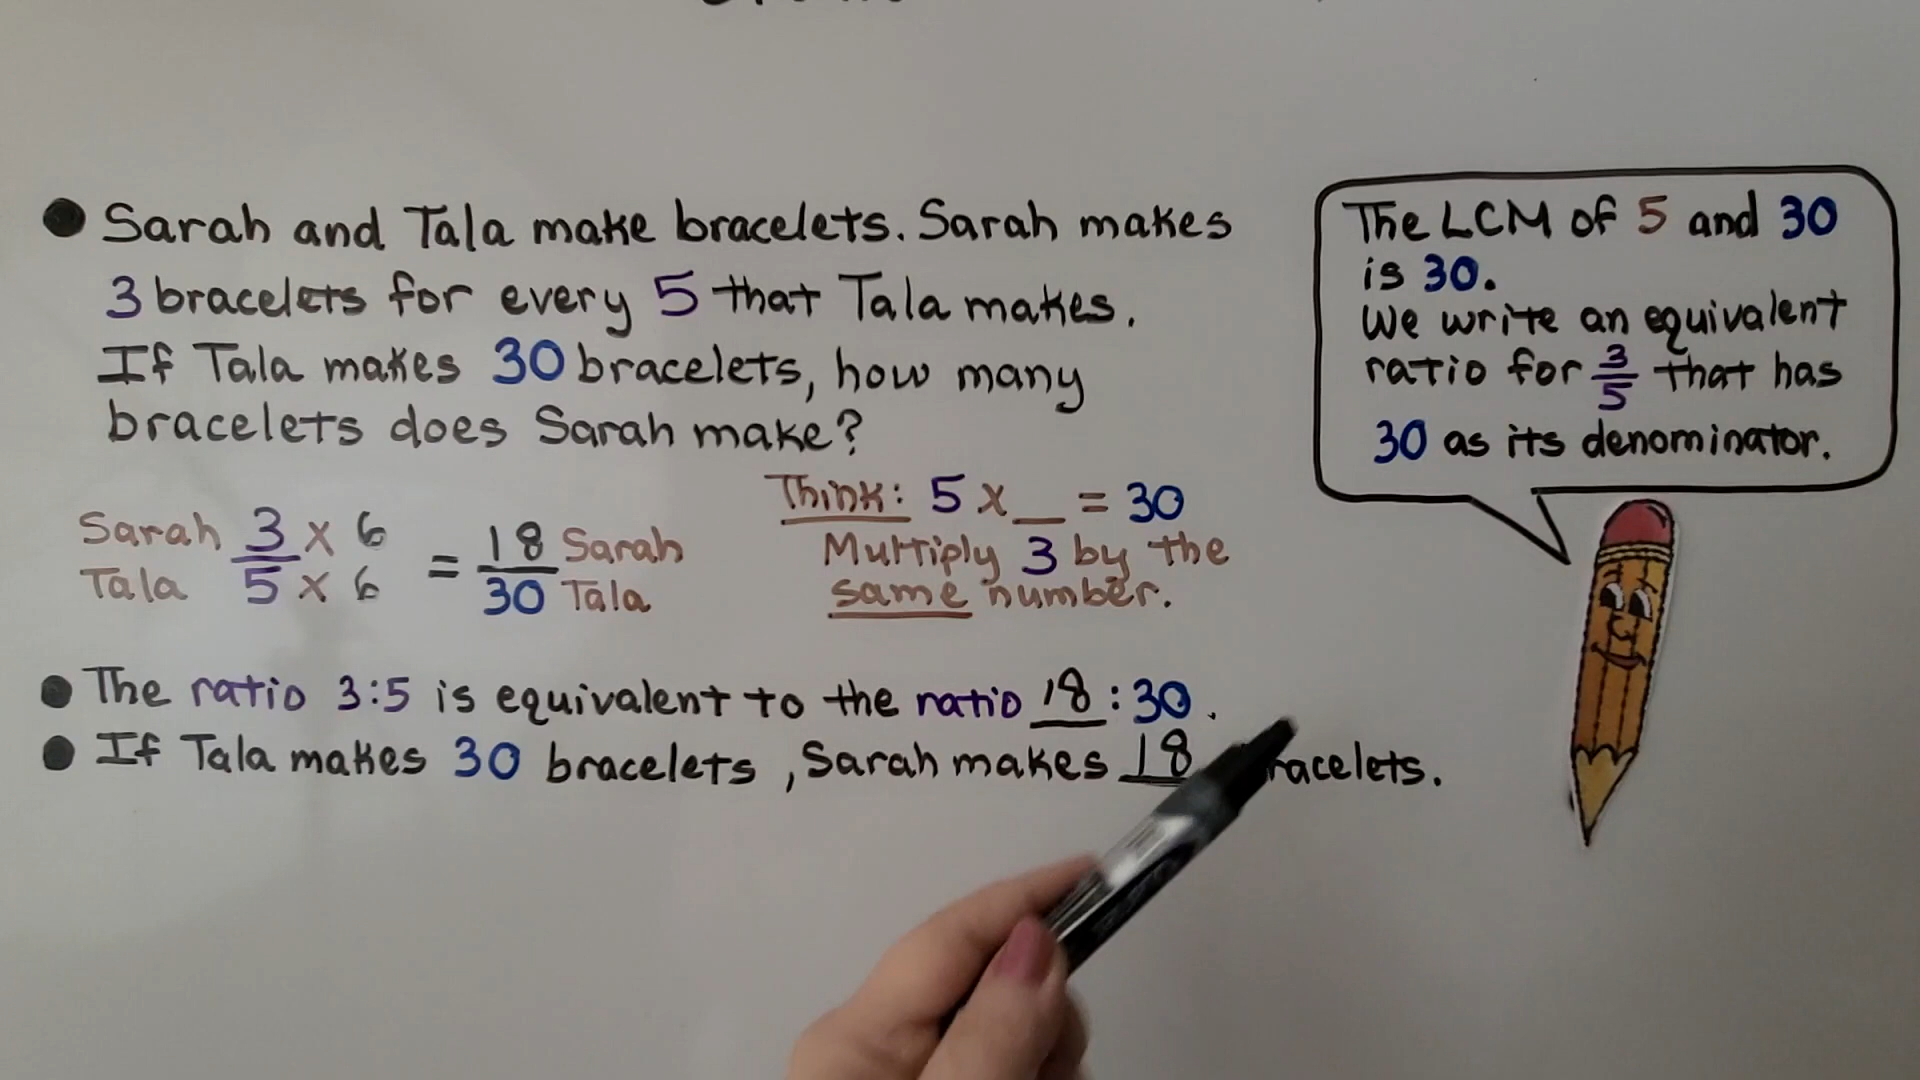 Sarah and Tala make bracelets. Sarah makes
3 bracelets for every 5 that Tala makes.
If Tala makes 30 bracelets, how many
bracelets does Sarah make?
Sarah 3 x 6 = 18 Sarah
Tala 5 x 6 30 Tala
Think: 5 x __ = 30
Multiply 3 by the
same number.
The ratio 3:5 is equivalent to the ratio 18:30.
If Tala makes 30 bracelets, Sarah makes 18 racelets.
The LCM of 5 and 30
is 30.
We write an equivalent
ratio for 3/5 that has
30 as its denominator.